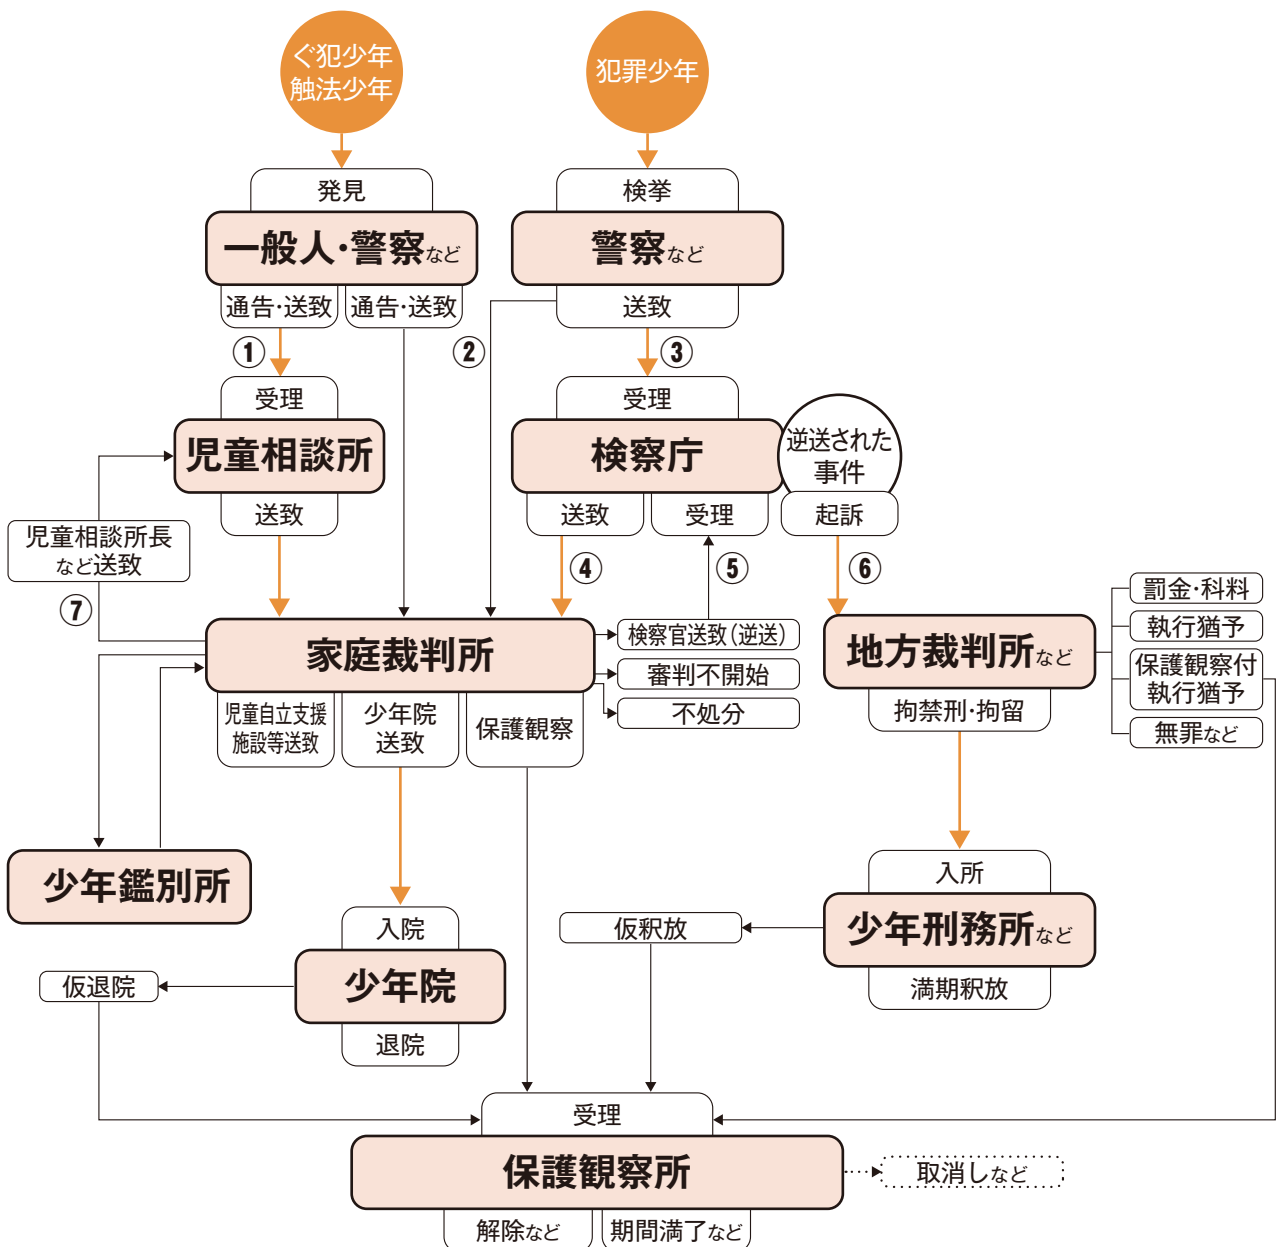 ぐ犯少年
触法少年
犯罪少年
発見
一般人・警察など
通告・送致
通告・送致
検挙
警察など
送致
①
②
③
受理
児童相談所
送致
受理
検察庁
送致
受理
逆送された
事件
起訴
児童相談所長
など送致
④
⑤
⑥
⑦
家庭裁判所
検察官送致(逆送)
審判不開始
不処分
児童自立支援
施設等送致
少年院
送致
保護観察
地方裁判所など
拘禁刑・拘留
罰金・科料
執行猶予
保護観察付
執行猶予
無罪など
少年鑑別所
入院
少年院
退院
仮退院
入所
少年刑務所など
満期釈放
仮釈放
受理
保護観察所
解除など
期間満了など
取消しなど